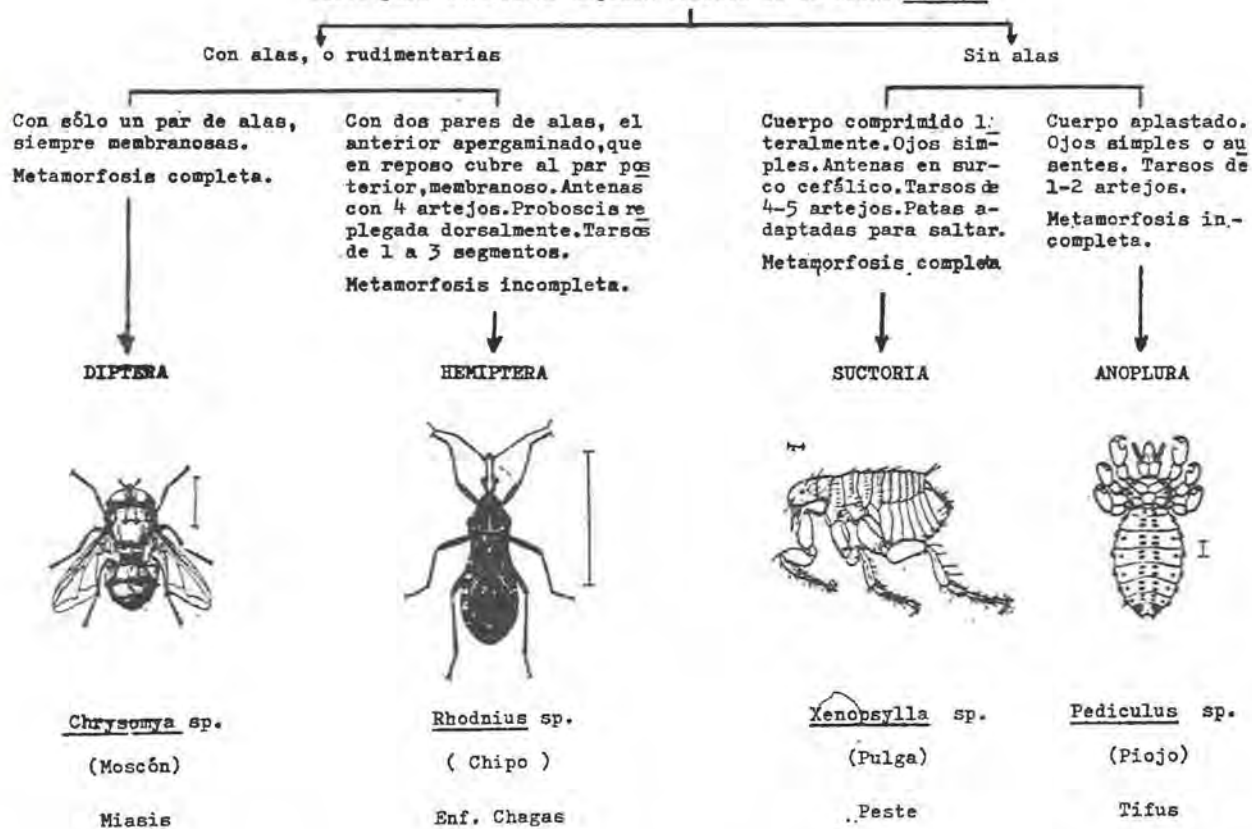 Con alas, o rudimentarias
Sin alas
Con sólo un par de alas,
siempre membranosas.
Metamorfosis completa.
Con dos pares de alas, el
anterior apergaminado,que
en reposo cubre al par pos
terior,membranoso.Antenas
con 4 artejos.Proboscis re
plegada dorsalmente.Tarsos
de 1 a 3 segmentos.
Metamorfosis incompleta.
Cuerpo comprimido l
teralmente.Ojos sim-
ples.Antenas en sur-
co cefálico.Tarsos de
4-5 artejos.Patas a-
daptadas para saltar.
Metamorfosis completa
Cuerpo aplastado.
Ojos simples o au
sentes. Tarsos de
1-2 artejos.
Metamorfosis in-
completa.
DIPTERA
HEMIPTERA
SUCTORIA
ANOPLURA
Chrysomya sp.
(Moscón)
Miasis
Rhodnius sp.
( Chipo )
Enf. Chagas
Xenopsylla sp.
(Pulga)
Peste
Pediculus sp.
(Piojo)
Tifus